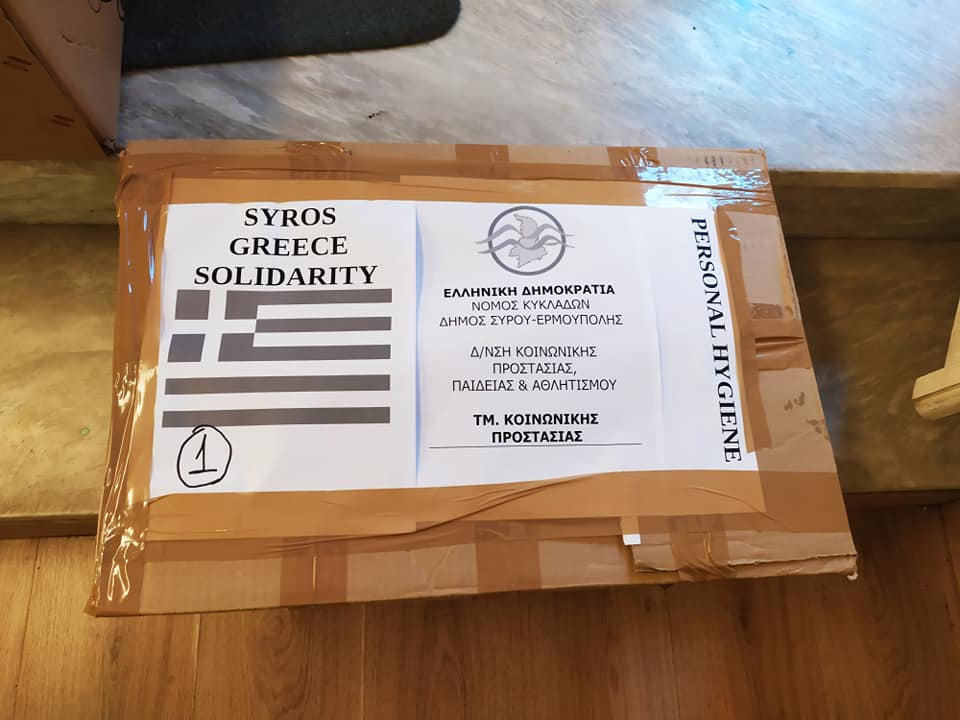 SYROS
GREECE
SOLIDARITY
1
ΕΛΛΗΝΙΚΗ ΔΗΜΟΚΡΑΤΙΑ
ΝΟΜΟΣ ΚΥΚΛΑΔΩΝ
ΔΗΜΟΣ ΣΥΡΟΥ-ΕΡΜΟΥΠΟΛΗΣ
Δ/ΝΣΗ ΚΟΙΝΩΝΙΚΗΣ
ΠΡΟΣΤΑΣΙΑΣ,
ΠΑΙΔΕΙΑΣ & ΑΘΛΗΤΙΣΜΟΥ
ΤΜ. ΚΟΙΝΩΝΙΚΗΣ
ΠΡΟΣΤΑΣΙΑΣ
PERSONAL HYGIENE